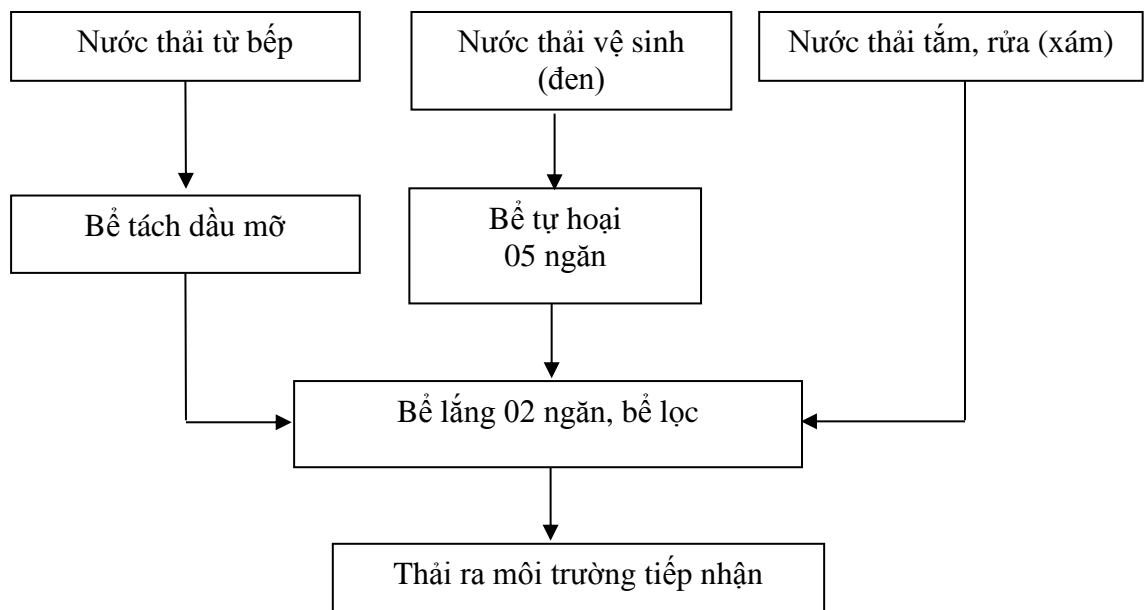 Nước thải từ bếp
Nước thải vệ sinh
(đen)
Nước thải tắm, rửa (xám)
Bể tách dầu mỡ
Bể tự hoại
05 ngăn
Bể lắng 02 ngăn, bể lọc
Thải ra môi trường tiếp nhận